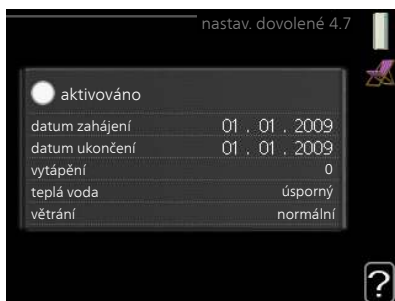 nastav. dovolené 4.7
aktivováno
datum zahájení 01 . 01 . 2009
datum ukončení 01 . 01 . 2009
vytápění 0
teplá voda úsporný
větrání normální
?